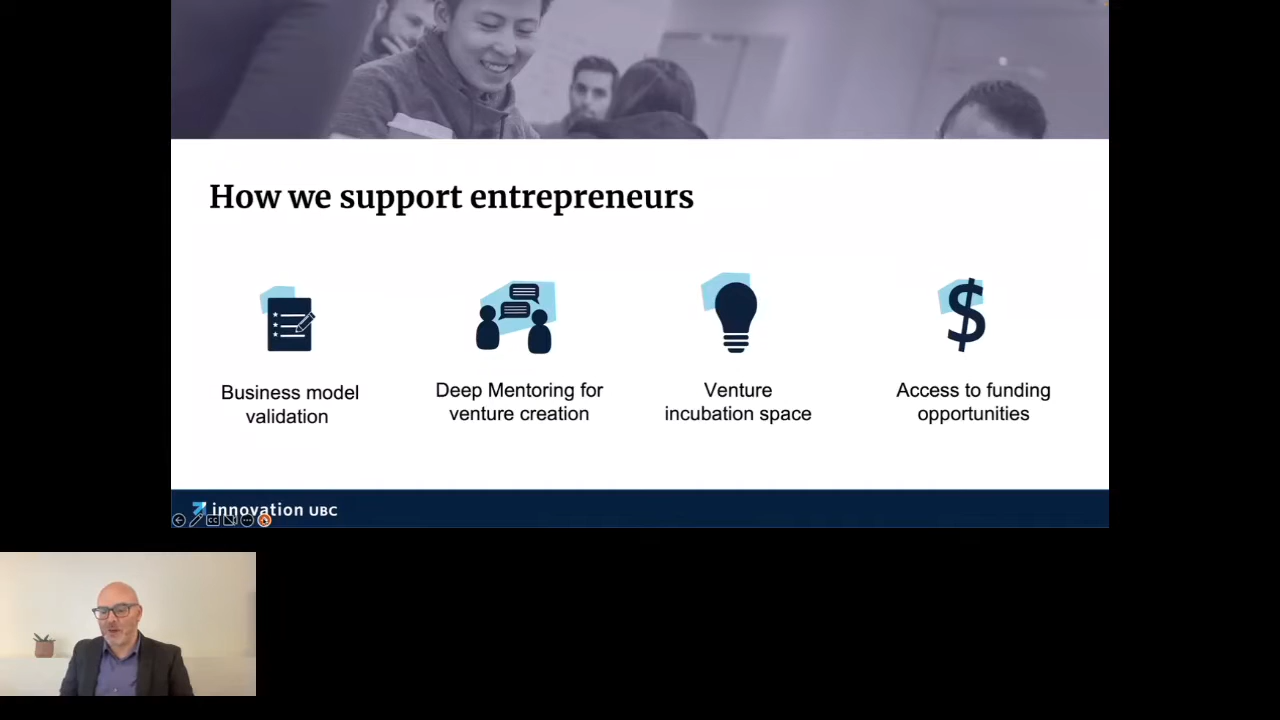 How we support entrepreneurs
Business model
validation
Deep Mentoring for
venture creation
Venture
incubation space
Access to funding
opportunities
innovation UBC